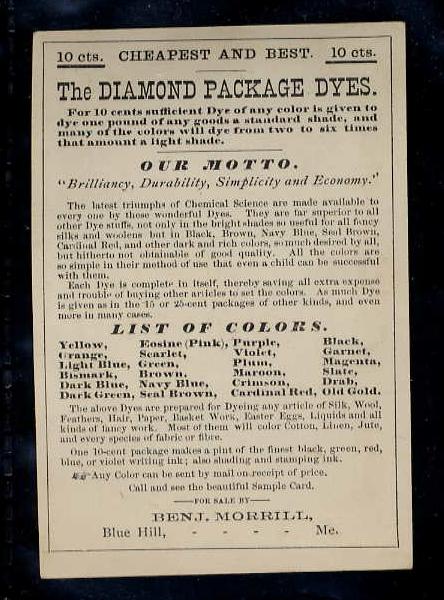 10 cts. CHEAPEST AND BEST. 10 cts.
The DIAMOND PACKAGE DYES.
For 10 cents sufficient Dye of any color is given to
dye one pound of any goods a standard shade, and
many of the colors will dye from two to six times
that amount a light shade.
OUR MOTTO.
"Brilliancy, Durability, Simplicity and Economy."
The latest triumphs of Chemical Science are made available to
every one by these wonderful Dyes. They are far superior to all
other Dye stuffs, not only in the bright shades so useful for all fancy
silks and woolens but in Black, Brown, Navy Blue, Seal Brown,
Cardinal Red, and other dark and rich colors, so much desired by all,
but hitherto not obtainable of good quality. All the colors are
so simple in their method of use that even a child can be successful
with them.
Each Dye is complete in itself, thereby saving all extra expense
and trouble of buying other articles to set the colors. As much Dye
is given as in the 15 or 25-cent packages of other kinds, and even
more in many cases.
LIST OF COLORS.
Yellow, Eosine (Pink), Purple, Black,
Orange, Scarlet, Violet, Garnet,
Light Blue, Green, Plum, Magenta,
Bismark, Brown, Maroon, Slate,
Dark Blue, Navy Blue, Crimson, Drab,
Dark Green, Seal Brown, Cardinal Red, Old Gold.
The above Dyes are prepared for Dyeing any article of Silk, Wool,
Feathers, Hair, Paper, Basket Work, Easter Eggs, Liquids and all
kinds of fancy work. Most of them will color Cotton, Linen, Jute,
and every species of fabric or fibre.
One 10-cent package makes a pint of the finest black, green, red,
blue, or violet writing ink; also shading and stamping ink.
Any Color can be sent by mail on receipt of price.
Call and see the beautiful Sample Card.
FOR SALE BY
BENJ. MORRILL,
Blue Hill, - - - - Me.